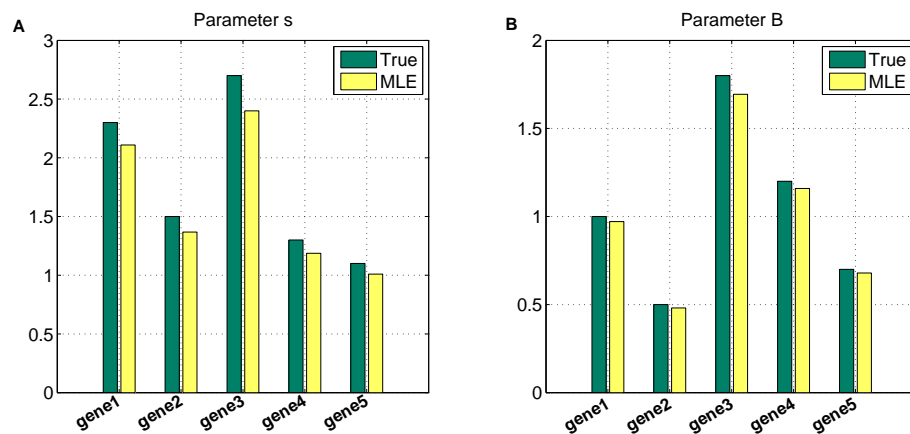 A
Parameter s
3
2.5
2
1.5
1
0.5
0
True
MLE
gene1
gene2
gene3
gene4
gene5
B
Parameter B
2
1.5
1
0.5
0
True
MLE
gene1
gene2
gene3
gene4
gene5